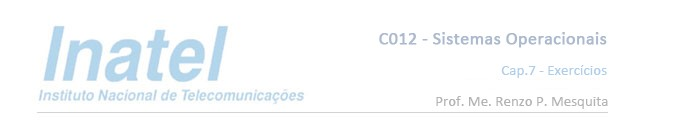 Inatel
Instituto Nacional de Telecomunicações
C012 - Sistemas Operacionais
Cap.7 - Exercícios
Prof. Me. Renzo P. Mesquita